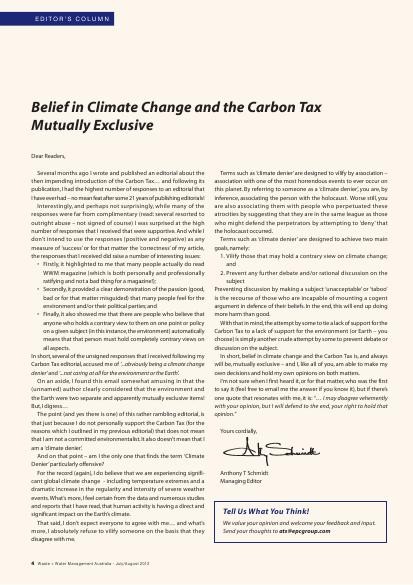 EDITOR'S COLUMN
Belief in Climate Change and the Carbon Tax
Mutually Exclusive
Dear Readers,
Several months ago I wrote and published an editorial about the
then impending introduction of the Carbon Tax… and following its
publication, I had the highest number of responses to an editorial that
I have ever had – no mean feat after some 21 years of publishing editorials!
Interestingly, and perhaps not surprisingly, while many of the
responses were far from complimentary (read: several resorted to
outright abuse – not signed of course) I was surprised at the high
number of responses that I received that were supportive. And while I
don't intend to use the responses (positive and negative) as any
measure of 'success' or for that matter the 'correctness' of my article,
the responses that I received did raise a number of interesting issues:
• Firstly, it highlighted to me that many people actually do read
WWM magazine (which is both personally and professionally
ratifying and not a bad thing for a magazine!);
• Secondly, it provided a clear demonstration of the passion (good,
bad or for that matter misguided) that many people feel for the
environment and/or their political parties; and
• Finally, it also showed me that there are people who believe that
anyone who holds a contrary view to them on one point or policy
on a given subject (in this instance, the environment) automatically
means that that person must hold completely contrary views on
all aspects.
In short, several of the unsigned responses that I received following my
Carbon Tax editorial, accused me of '…obviously being a climate change
denier' and '…not caring at all for the environment or the Earth'.
On an aside, I found this email somewhat amusing in that the
(unnamed) author clearly considered that the environment and
the Earth were two separate and apparently mutually exclusive items!
But, I digress…
The point (and yes there is one) of this rather rambling editorial, is
that just because I do not personally support the Carbon Tax (for the
reasons which I outlined in my previous editorial) that does not mean
that I am not a committed environmentalist. It also doesn't mean that I
am a 'climate denier'.
And on that point – am I the only one that finds the term 'Climate
Denier' particularly offensive?
For the record (again), I do believe that we are experiencing signifi-
cant global climate change - including temperature extremes and a
dramatic increase in the regularity and intensity of severe weather
events. What's more, I feel certain from the data and numerous studies
and reports that I have read, that human activity is having a direct and
significant impact on the Earth's climate.
That said, I don't expect everyone to agree with me… and what's
more, I absolutely refuse to vilify someone on the basis that they
disagree with me.
Terms such as 'climate denier' are designed to vilify by association –
association with one of the most horrendous events to ever occur on
this planet. By referring to someone as a 'climate denier', you are, by
inference, associating the person with the holocaust. Worse still, you
are also associating them with people who perpetuated these
atrocities by suggesting that they are in the same league as those
who might defend the perpetrators by attempting to 'deny' that
the holocaust occurred.
Terms such as 'climate denier' are designed to achieve two main
goals, namely:
1. Vilify those that may hold a contrary view on climate change;
and
2. Prevent any further debate and/or rational discussion on the
subject
Preventing discussion by making a subject 'unacceptable' or 'taboo'
is the recourse of those who are incapable of mounting a cogent
argument in defence of their beliefs. In the end, this will end up doing
more harm than good.
With that in mind, the attempt by some to tie a lack of support for the
Carbon Tax to a lack of support for the environment (or Earth – you
choose) is simply another crude attempt by some to prevent debate or
discussion on the subject.
In short, belief in climate change and the Carbon Tax is, and always
will be, mutually exclusive – and I, like all of you, am able to make my
own decisions and hold my own opinions on both matters.
I'm not sure when I first heard it, or for that matter, who was the first
to say it (feel free to email me the answer if you know it), but if there's
one quote that resonates with me, it is: "… I may disagree vehemently
with your opinion, but I will defend to the end, your right to hold that
opinion."
Yours cordially,
Anthony T Schmidt
Managing Editor
Tell Us What You Think!
We value your opinion and welcome your feedback and input.
Send your thoughts to ats@epcgroup.com
4 Waste + Water Management Australia - July/August 2012